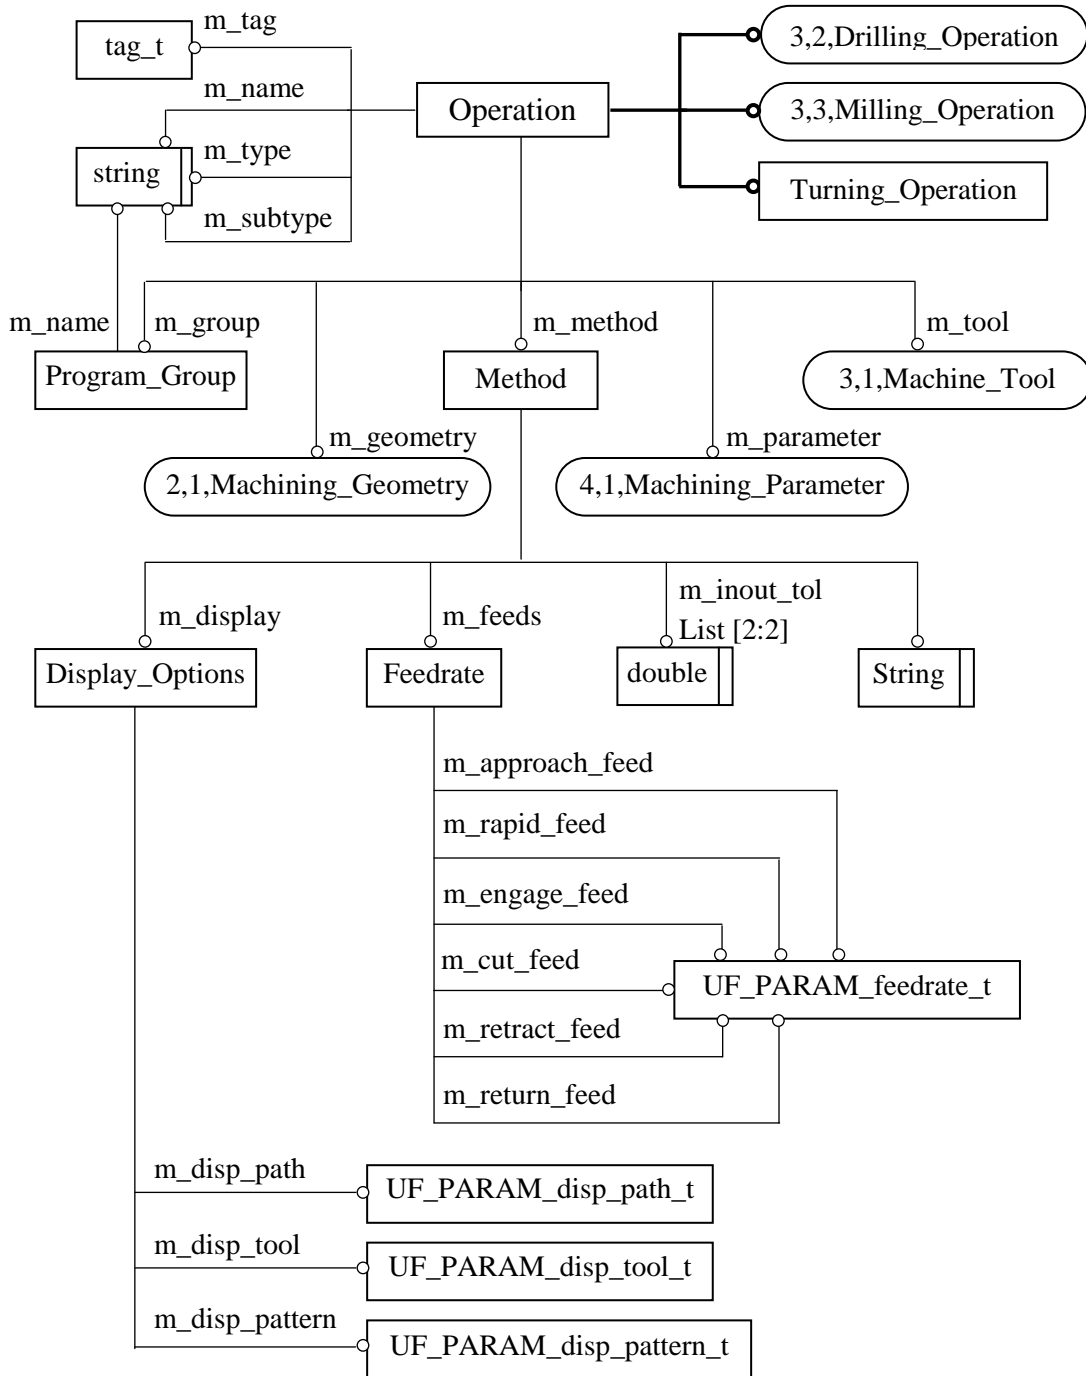 m_tag
tag_t
3,2,Drilling_Operation
m_name
Operation
3,3,Milling_Operation
m_type
string
Turning_Operation
m_subtype
m_name
m_group
m_method
m_tool
Program_Group
Method
3,1,Machine_Tool
m_geometry
m_parameter
2,1,Machining_Geometry
4,1,Machining_Parameter
m_display
m_feeds
m_inout_tol
List [2:2]
Display_Options
Feedrate
double
String
m_approach_feed
m_rapid_feed
m_engage_feed
m_cut_feed
UF_PARAM_feedrate_t
m_retract_feed
m_return_feed
m_disp_path
UF_PARAM_disp_path_t
m_disp_tool
UF_PARAM_disp_tool_t
m_disp_pattern
UF_PARAM_disp_pattern_t